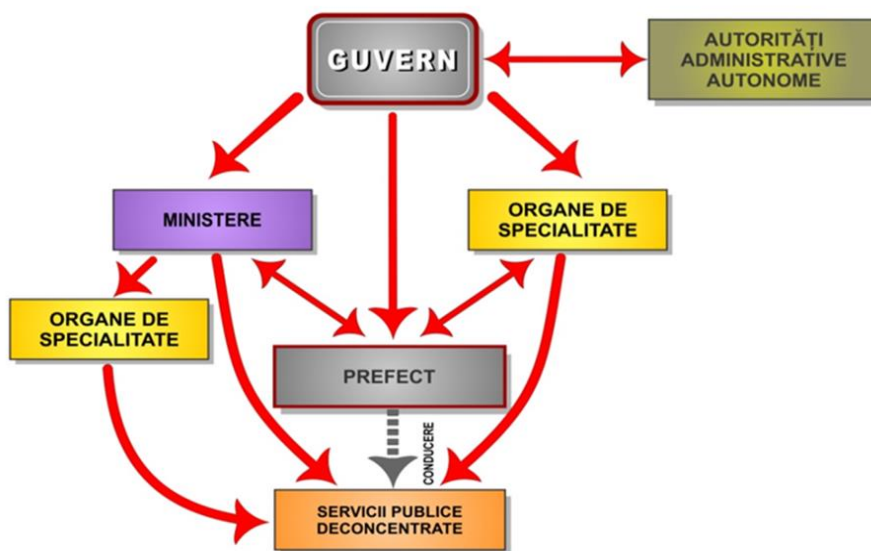 GUVERN
AUTORITĂȚI
ADMINISTRATIVE
AUTONOME
MINISTERE
ORGANE DE
SPECIALITATE
ORGANE DE
SPECIALITATE
PREFECT
CONDUCERE
SERVICII PUBLICE
DECONCENTRATE